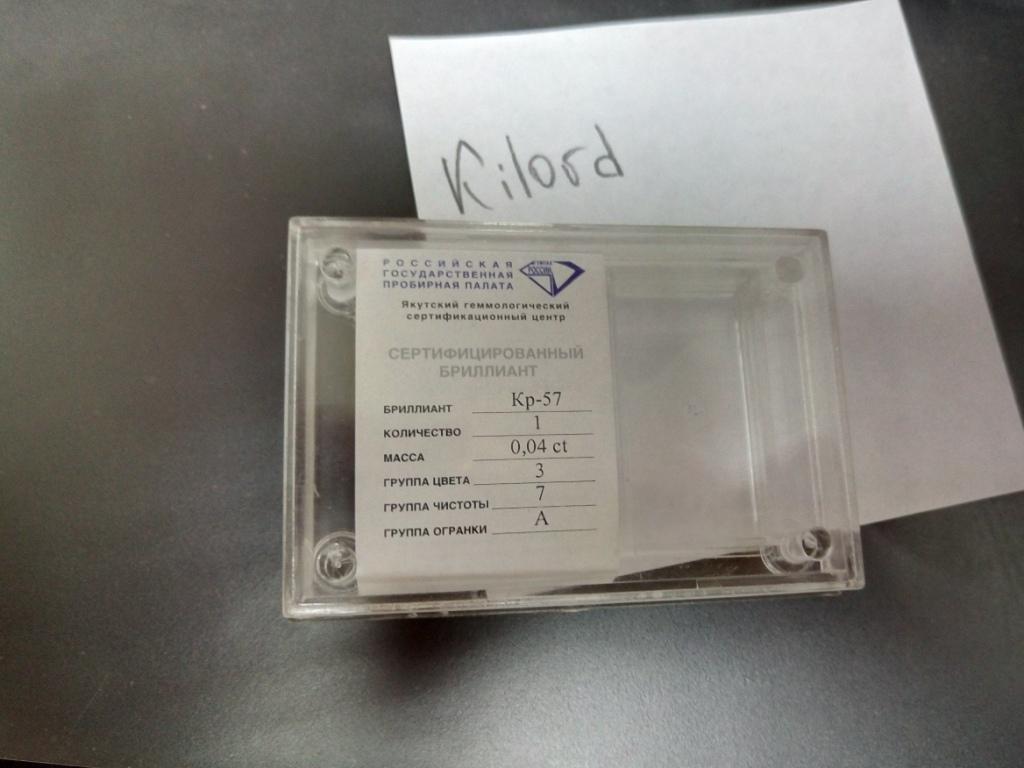 Kilord
РОССИЙСКАЯ
ГОСУДАРСТВЕННАЯ
ПРОБИРНАЯ ПАЛАТА
РОССИИ
Якутский геммологический
сертификационный центр
СЕРТИФИЦИРОВАННЫЙ
БРИЛЛИАНТ
БРИЛЛИАНТ Кр-57
КОЛИЧЕСТВО 1
МАССА 0,04 ct
ГРУППА ЦВЕТА 3
ГРУППА ЧИСТОТЫ 7
ГРУППА ОГРАНКИ А